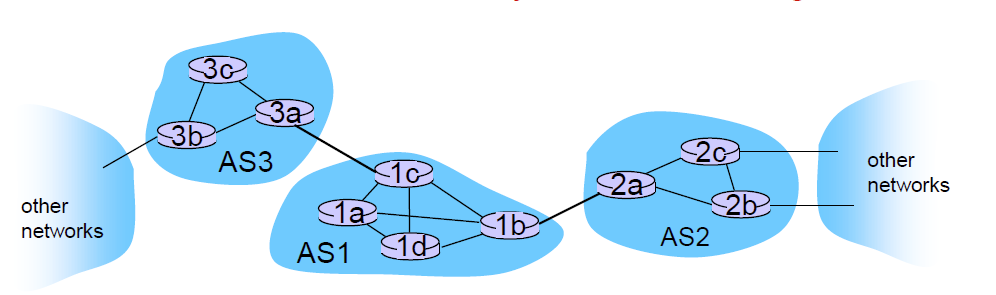 3c
3a
3b
AS3
other
networks
1c
1a
1b
1d
AS1
2c
2a
2b
AS2
other
networks